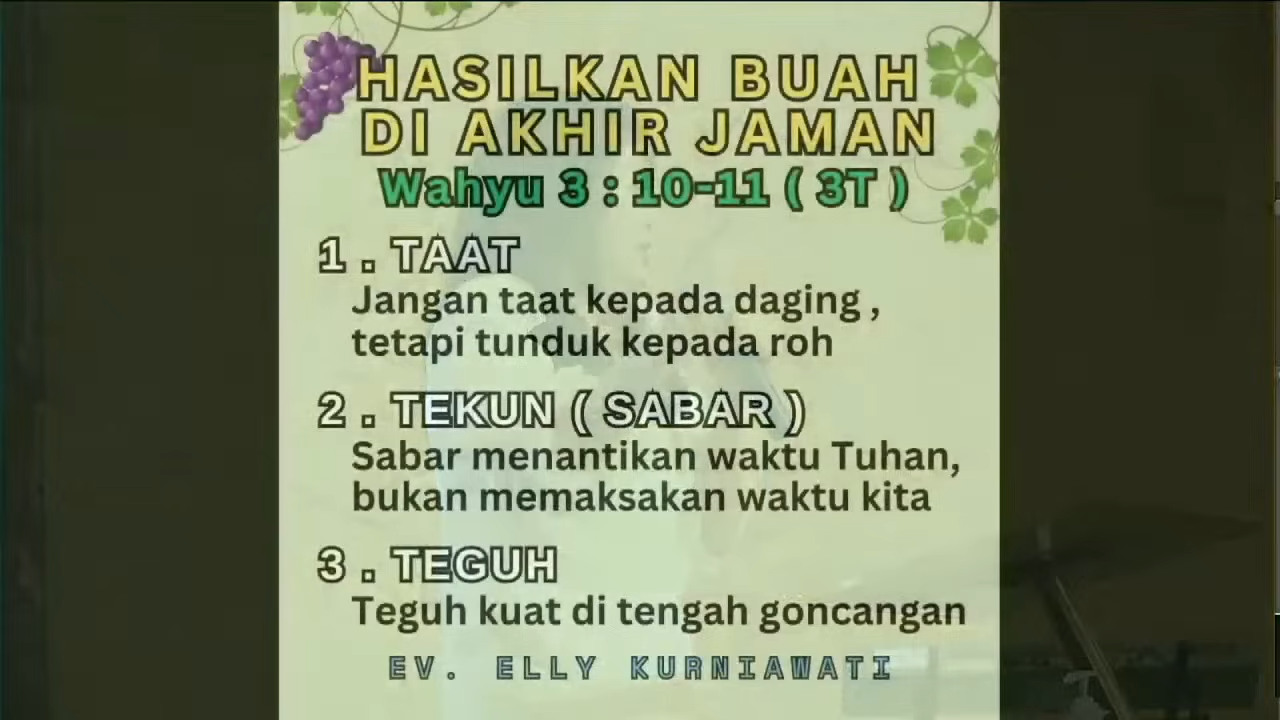 HASILKAN BUAH
DI AKHIR JAMAN
Wahyu 3 : 10-11 ( 3T )
1 . TAAT
Jangan taat kepada daging ,
tetapi tunduk kepada roh
2 . TEKUN ( SABAR )
Sabar menantikan waktu Tuhan,
bukan memaksakan waktu kita
3 . TEGUH
Teguh kuat di tengah goncangan
EV. ELLY KURNIAWATI